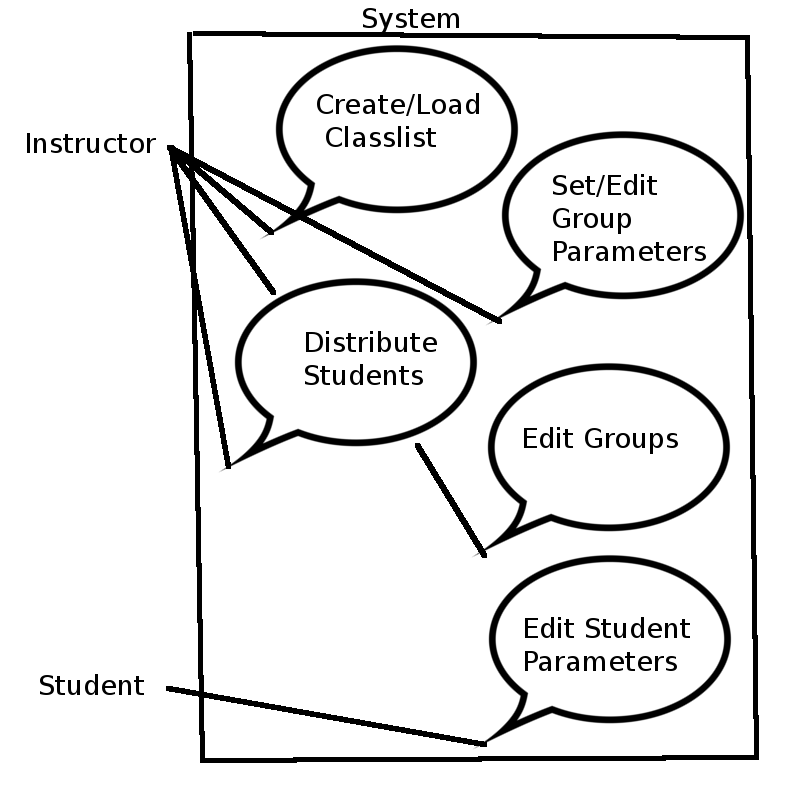 System
Create/Load
Classlist
Instructor
Set/Edit
Group
Parameters
Distribute
Students
Edit Groups
Edit Student
Parameters
Student